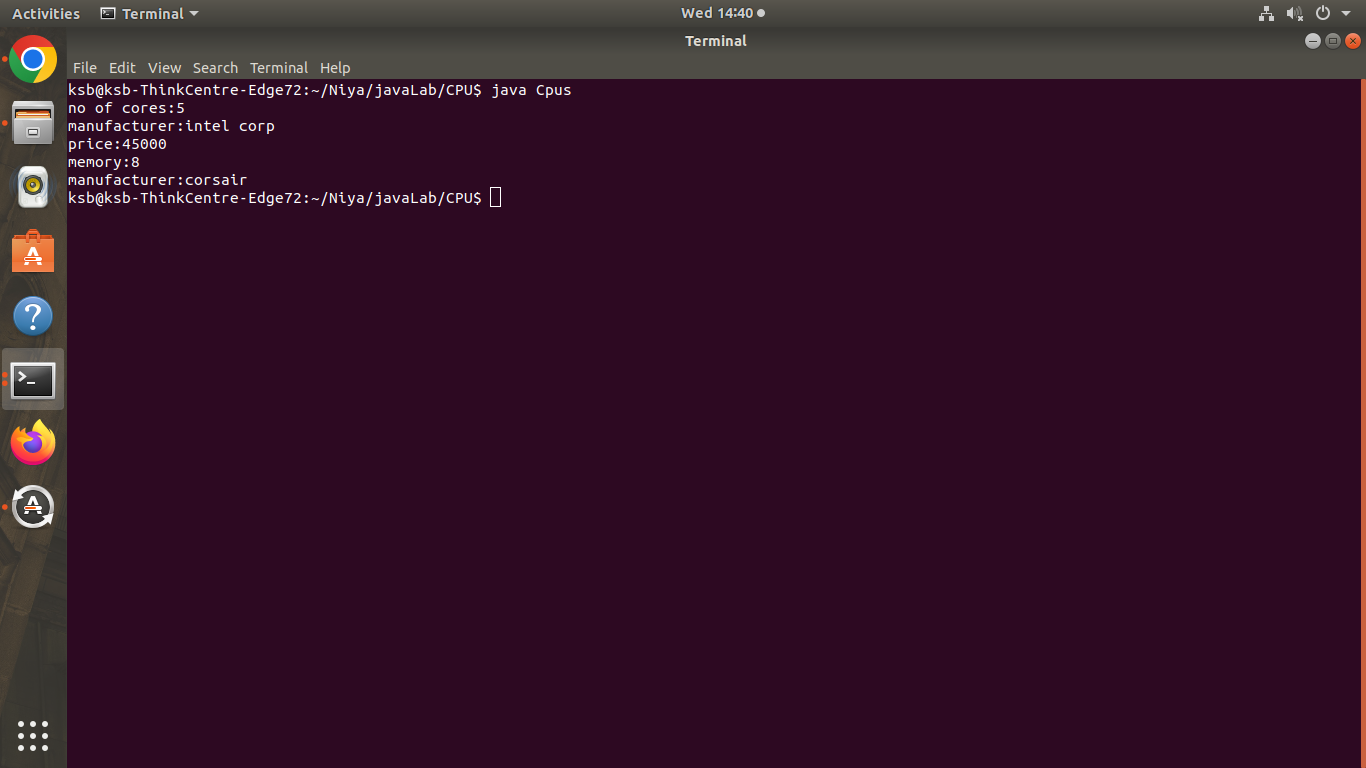 Activities Terminal Wed 14:40
Terminal
File Edit View Search Terminal Help
ksb@ksb-ThinkCentre-Edge72:~/Niya/javaLab/CPU$ java Cpus
no of cores:5
manufacturer:intel corp
price:45000
memory:8
manufacturer:corsair
ksb@ksb-ThinkCentre-Edge72:~/Niya/javaLab/CPU$